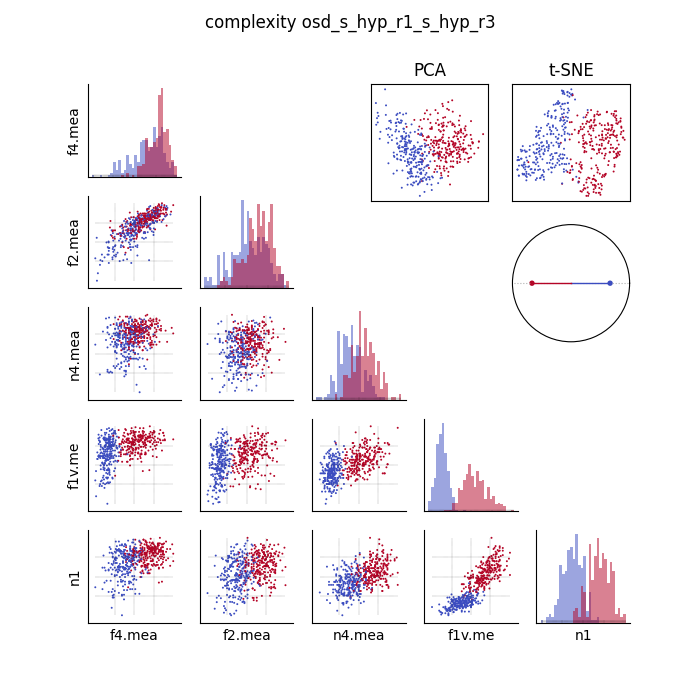 complexity osd_s_hyp_r1_s_hyp_r3
PCA
t-SNE
f4.mea
f2.mea
n4.mea
f1v.me
n1
f4.mea
f2.mea
n4.mea
f1v.me
n1